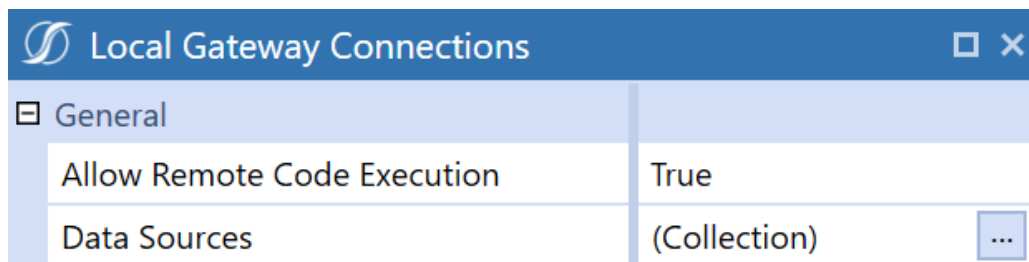 Local Gateway Connections
General
Allow Remote Code Execution True
Data Sources (Collection) ...